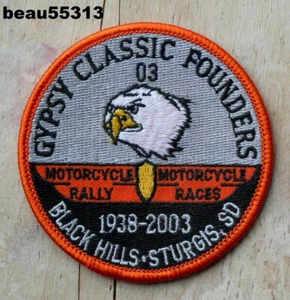 beau55313
GYPSY CLASSIC FOUNDERS
03
MOTORCYCLE MOTORCYCLE
RALLY RACES
1938-2003
BLACK HILLS•STURGIS, SD